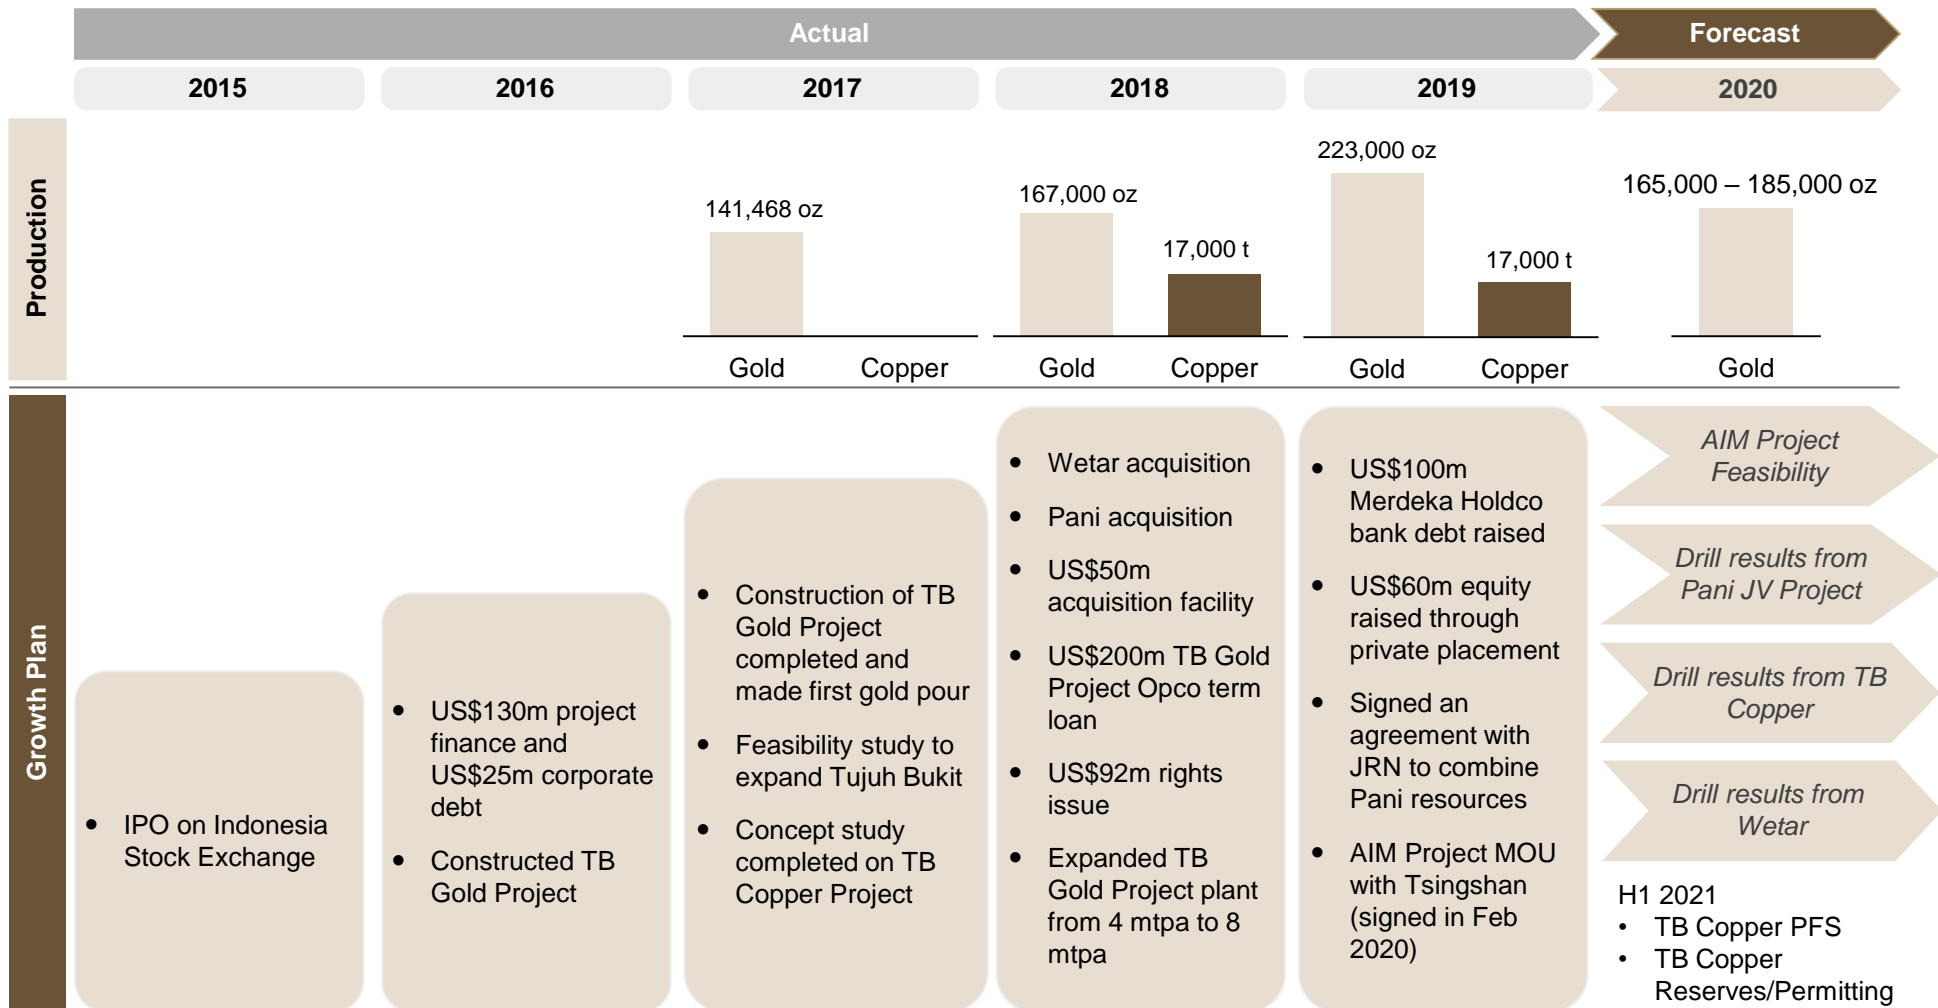 Actual
Forecast
2015
2016
2017
2018
2019
2020
Production
141,468 oz
Gold
Copper
167,000 oz
17,000 t
Gold
Copper
223,000 oz
17,000 t
Gold
Copper
165,000 – 185,000 oz
Gold
Growth Plan
• IPO on Indonesia
Stock Exchange
• US$130m project
finance and
US$25m corporate
debt
• Constructed TB
Gold Project
• Construction of TB
Gold Project
completed and
made first gold pour
• Feasibility study to
expand Tujuh Bukit
• Concept study
completed on TB
Copper Project
• Wetar acquisition
• Pani acquisition
• US$50m
acquisition facility
• US$200m TB Gold
Project Opco term
loan
• US$92m rights
issue
• Expanded TB
Gold Project plant
from 4 mtpa to 8
mtpa
• US$100m
Merdeka Holdco
bank debt raised
• US$60m equity
raised through
private placement
• Signed an
agreement with
JRN to combine
Pani resources
• AIM Project MOU
with Tsingshan
(signed in Feb
2020)
AIM Project
Feasibility
Drill results from
Pani JV Project
Drill results from TB
Copper
Drill results from
Wetar
H1 2021
• TB Copper PFS
• TB Copper
Reserves/Permitting